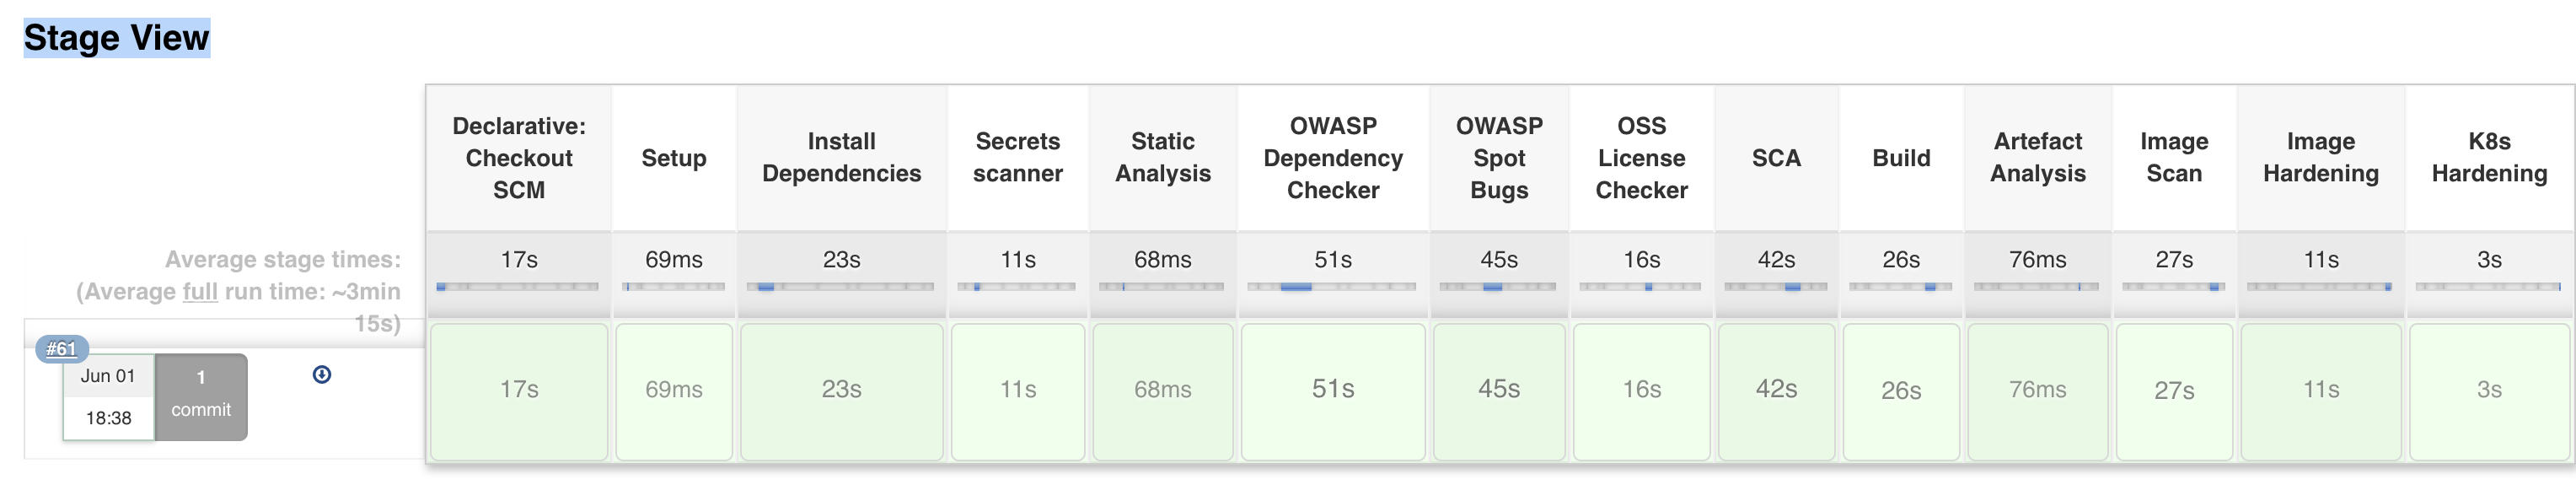 Stage View
Declarative:
Checkout
SCM
Setup
Install
Dependencies
Secrets
scanner
Static
Analysis
OWASP
Dependency
Checker
OWASP
Spot
Bugs
OSS
License
Checker
SCA
Build
Artefact
Analysis
Image
Scan
Image
Hardening
K8s
Hardening
Average stage times:
(Average full run time: ~3min
15s)
17s 69ms 23s 11s 68ms 51s 45s 16s 42s 26s 76ms 27s 11s 3s
#61
Jun 01
18:38
1
commit
17s 69ms 23s 11s 68ms 51s 45s 16s 42s 26s 76ms 27s 11s 3s